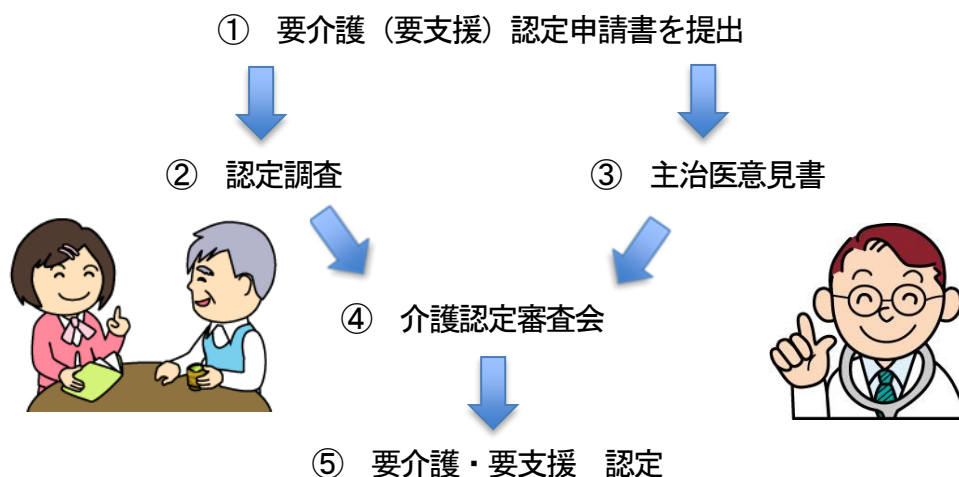 ① 要介護（要支援）認定申請書を提出
② 認定調査
③ 主治医意見書
④ 介護認定審査会
⑤ 要介護・要支援 認定